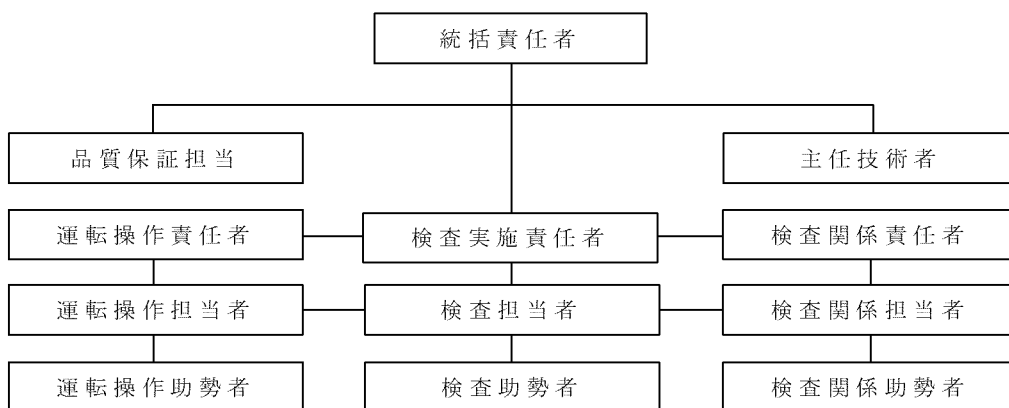 統括責任者
品質保証担当
主任技術者
運転操作責任者
検査実施責任者
検査関係責任者
運転操作担当者
検査担当者
検査関係担当者
運転操作助勢者
検査助勢者
検査関係助勢者